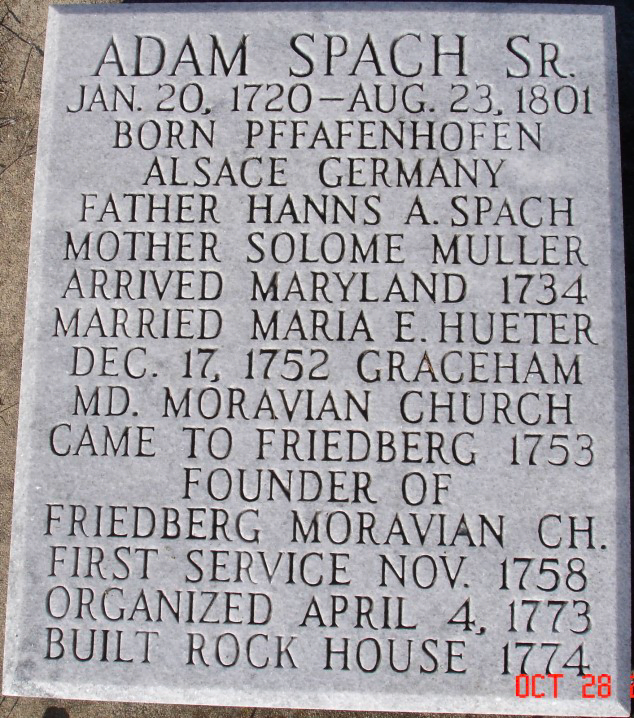 ADAM SPACH SR.
JAN. 20, 1720–AUG. 23, 1801
BORN PFFAFENHOFEN
ALSACE GERMANY
FATHER HANNS A. SPACH
MOTHER SOLOME MULLER
ARRIVED MARYLAND 1734
MARRIED MARIA E. HUETER
DEC. 17, 1752 GRACEHAM
MD. MORAVIAN CHURCH
CAME TO FRIEDBERG 1753
FOUNDER OF
FRIEDBERG MORAVIAN CH.
FIRST SERVICE NOV. 1758
ORGANIZED APRIL 4, 1773
BUILT ROCK HOUSE 1774
OCT 28